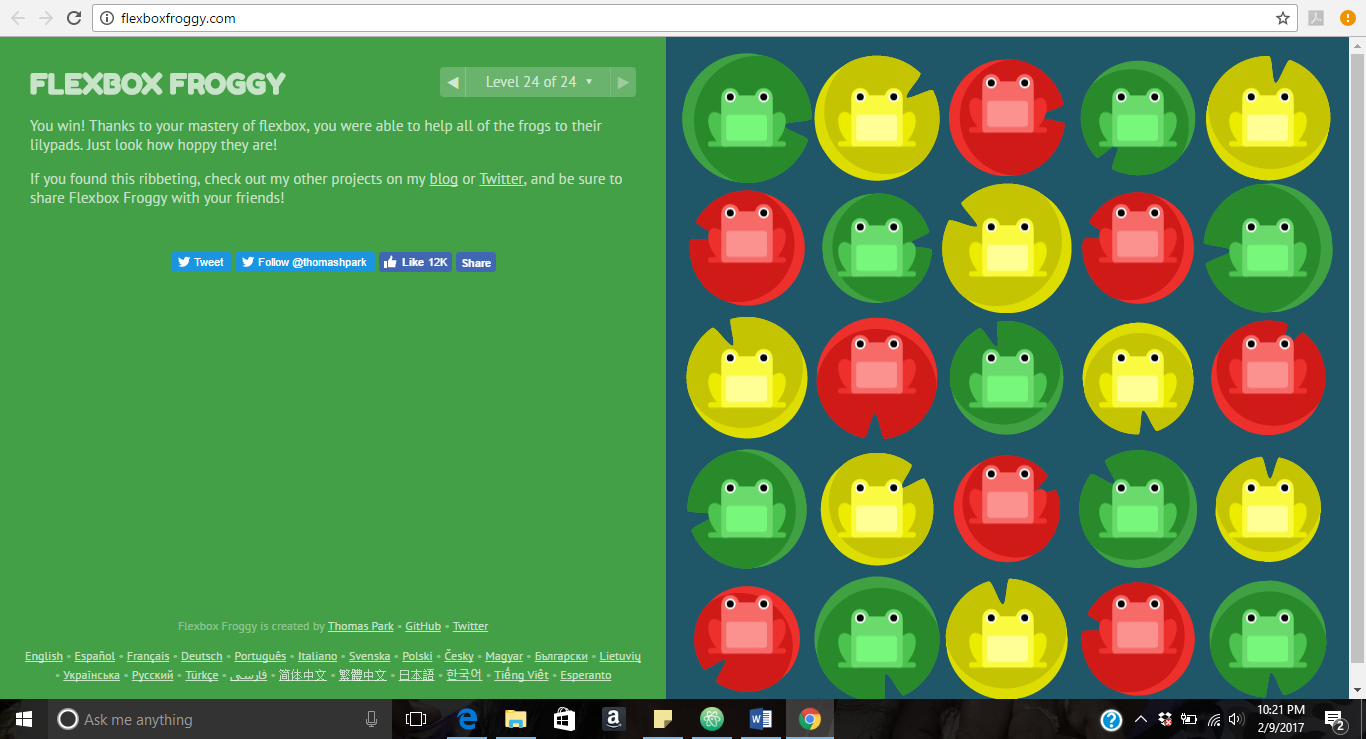 flexboxfroggy.com
FLEXBOX FROGGY
◀ Level 24 of 24 ▼ ▶
You win! Thanks to your mastery of flexbox, you were able to help all of the frogs to their
lilypads. Just look how hoppy they are!
If you found this ribbeting, check out my other projects on my blog or Twitter, and be sure to
share Flexbox Froggy with your friends!
Tweet Follow @thomashpark Like 12K Share
Flexbox Froggy is created by Thomas Park • GitHub • Twitter
English • Español • Français • Deutsch • Português • Italiano • Svenska • Polski • Česky • Magyar • Български • Lietuvių
• Українська • Русский • Türkçe • فارسی • 简体中文 • 繁體中文 • 日本語 • 한국어 • Tiếng Việt • Esperanto
Ask me anything
10:21 PM
2/9/2017
2